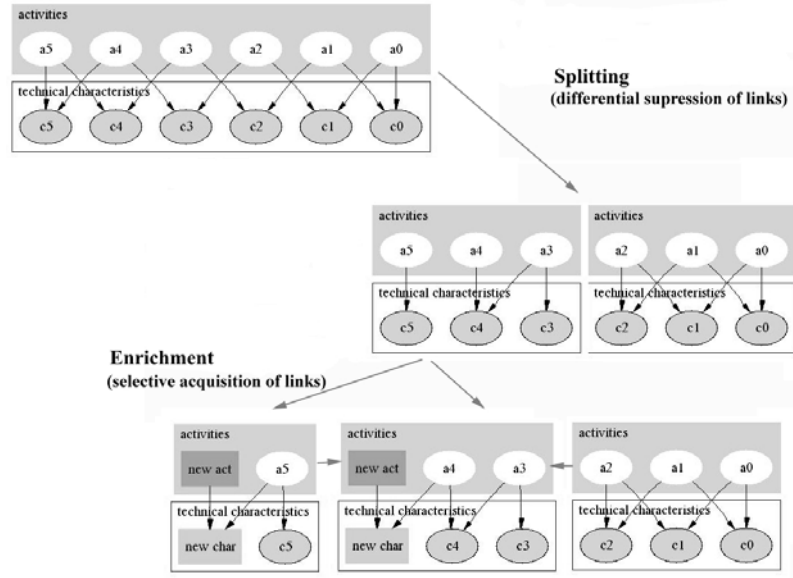 activities
a5 a4 a3 a2 a1 a0
technical characteristics
c5 c4 c3 c2 c1 c0
Splitting
(differential supression of links)
activities
a5 a4 a3
technical characteristics
c5 c4 c3
activities
a2 a1 a0
technical characteristics
c2 c1 c0
Enrichment
(selective acquisition of links)
activities
new act a5
technical characteristics
new char c5
activities
new act a4 a3
technical characteristics
new char c4 c3
activities
a2 a1 a0
technical characteristics
c2 c1 c0